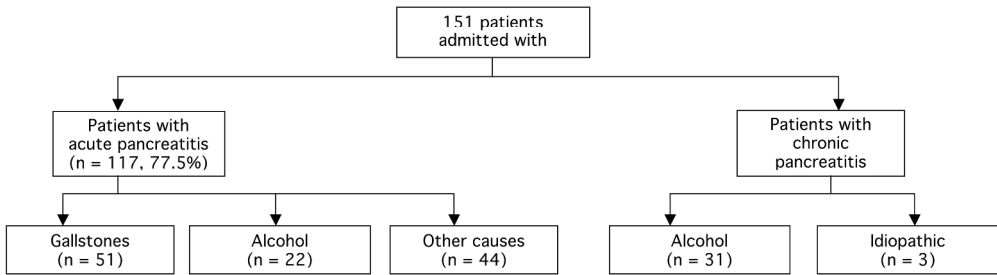 151 patients
admitted with
Patients with
acute pancreatitis
(n = 117, 77.5%)
Patients with
chronic
pancreatitis
Gallstones
(n = 51)
Alcohol
(n = 22)
Other causes
(n = 44)
Alcohol
(n = 31)
Idiopathic
(n = 3)